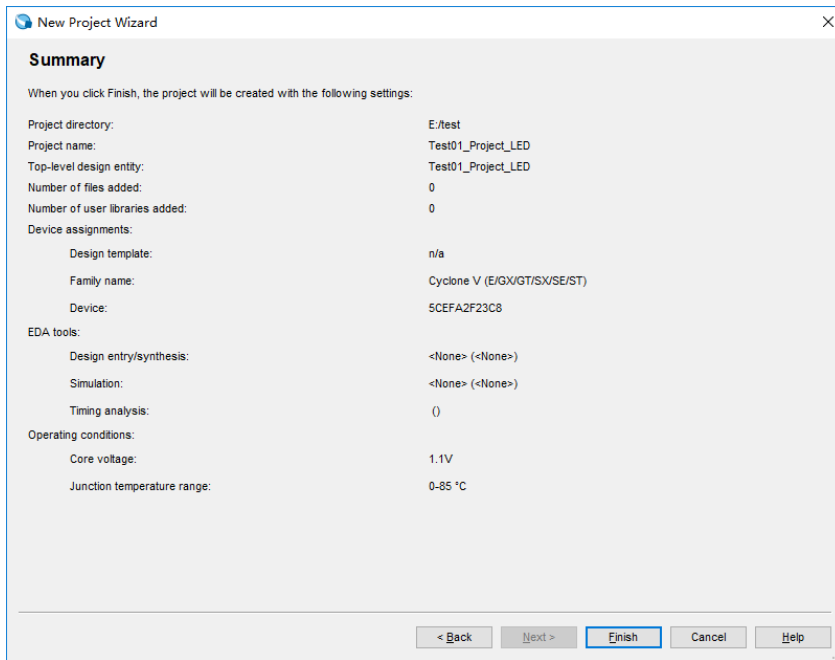 New Project Wizard
Summary
When you click Finish, the project will be created with the following settings:
Project directory: E:/test
Project name: Test01_Project_LED
Top-level design entity: Test01_Project_LED
Number of files added: 0
Number of user libraries added: 0
Device assignments:
Design template: n/a
Family name: Cyclone V (E/GX/GT/SX/SE/ST)
Device: 5CEFA2F23C8
EDA tools:
Design entry/synthesis: <None> (<None>)
Simulation: <None> (<None>)
Timing analysis: ()
Operating conditions:
Core voltage: 1.1V
Junction temperature range: 0-85 °C
< Back Next > Finish Cancel Help